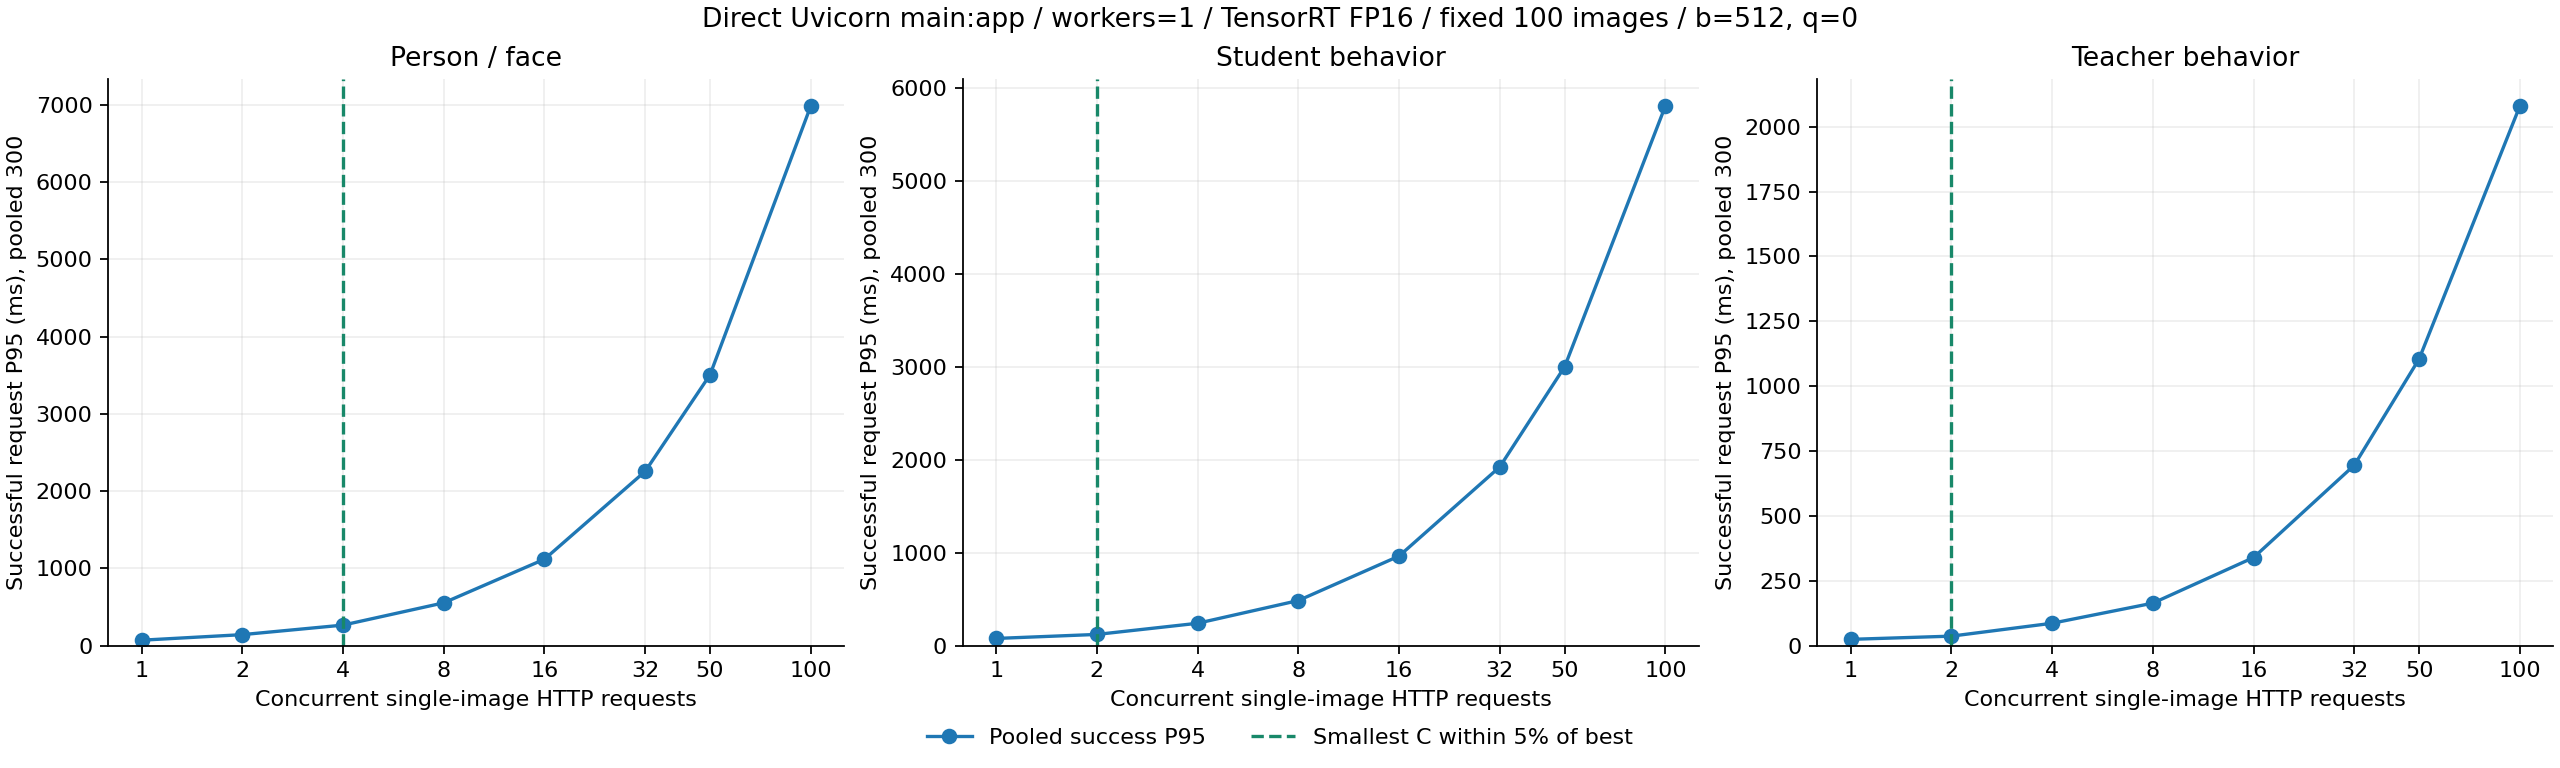 Direct Uvicorn main:app / workers=1 / TensorRT FP16 / fixed 100 images / b=512, q=0
Person / face
Successful request P95 (ms), pooled 300
7000
6000
5000
4000
3000
2000
1000
0
1 2 4 8 16 32 50 100
Concurrent single-image HTTP requests
Student behavior
Successful request P95 (ms), pooled 300
6000
5000
4000
3000
2000
1000
0
1 2 4 8 16 32 50 100
Concurrent single-image HTTP requests
Teacher behavior
Successful request P95 (ms), pooled 300
2000
1750
1500
1250
1000
750
500
250
0
1 2 4 8 16 32 50 100
Concurrent single-image HTTP requests
Pooled success P95
Smallest C within 5% of best